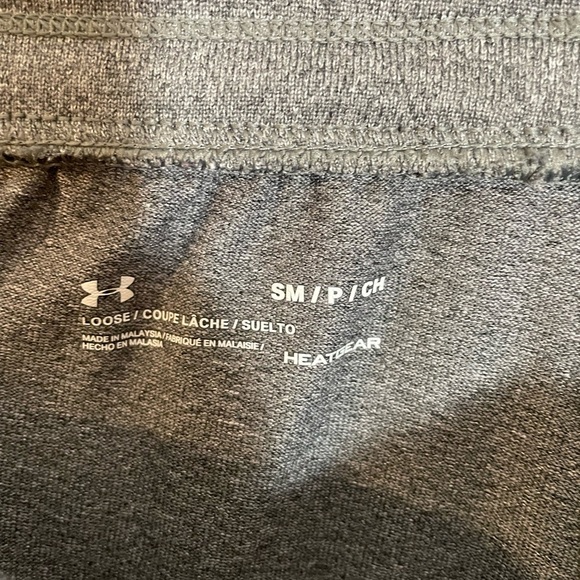 SM / P / CH
LOOSE / COUPE LÂCHE / SUELTO
MADE IN MALAYSIA / FABRIQUÉ EN MALAISIE /
HECHO EN MALASIA
HEATGEAR